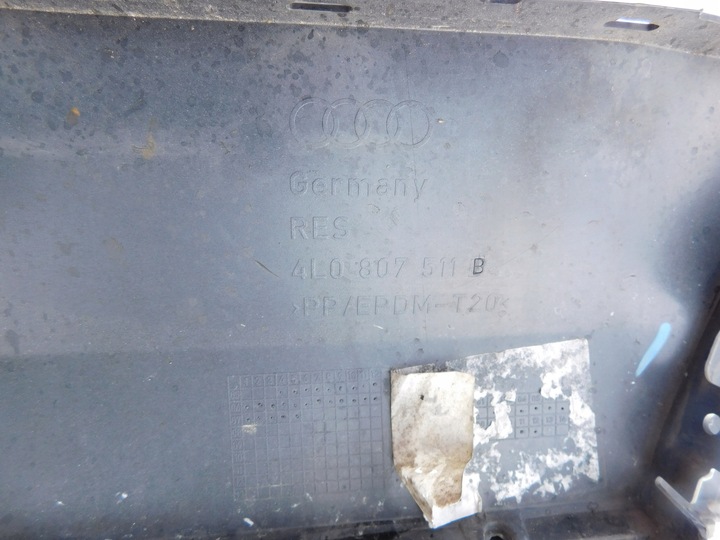 Germany
RES
4L0 807 511 B
>PP/EPDM-T20<